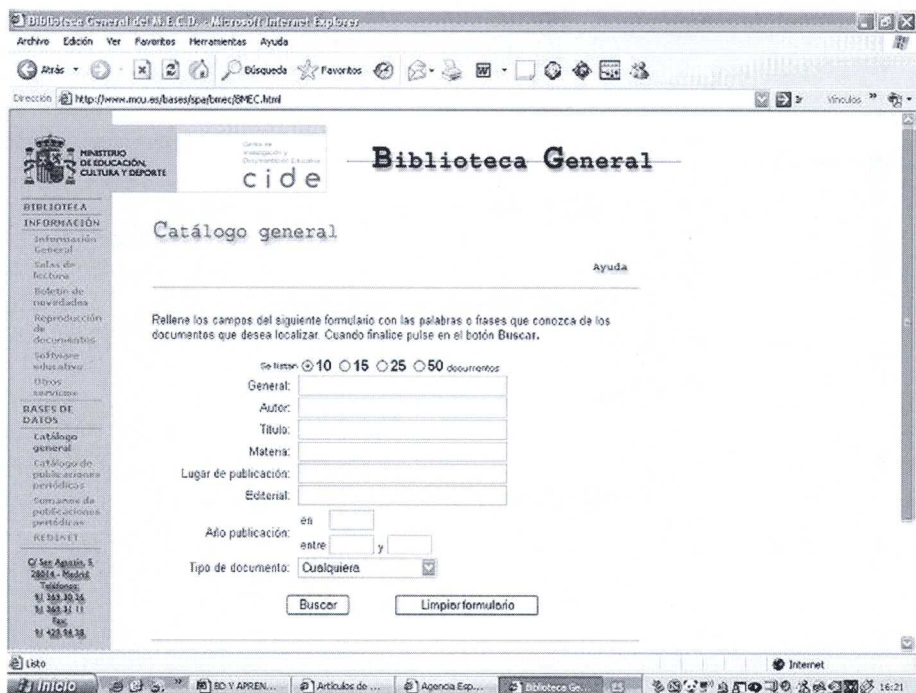 Biblioteca General del M.E.C.D. - Microsoft Internet Explorer
Archivo Edición Ver Favoritos Herramientas Ayuda
Atrás Búsqueda Favoritos
Dirección http://www.mcu.es/bases/spa/bmec/BMEC.html Ir Vínculos »
MINISTERIO
DE EDUCACIÓN,
CULTURA Y DEPORTE
Centro de
Investigación y
Documentación Educativa
cide
Biblioteca General
BIBLIOTECA
INFORMACIÓN
Información
General
Salas de
lectura
Boletín de
novedades
Reproducción
de
documentos
Software
educativo
Otros
servicios
BASES DE
DATOS
Catálogo
general
Catálogo de
publicaciones
periódicas
Sumarios de
publicaciones
periódicas
REDINET
C/ San Agustín, 5
28014 - Madrid
Teléfonos:
Fax:
Catálogo general
Ayuda
Rellene los campos del siguiente formulario con las palabras o frases que conozca de los
documentos que desea localizar. Cuando finalice pulse en el botón Buscar.
Se listan 10 15 25 50 documentos
General:
Autor:
Título:
Materia:
Lugar de publicación:
Editorial:
Año publicación: en
entre y
Tipo de documento: Cualquiera
Buscar Limpiar formulario
Listo Internet
Inicio » BD Y APREN... Artículos de ... Agencia Esp... Biblioteca Ge... 16:21